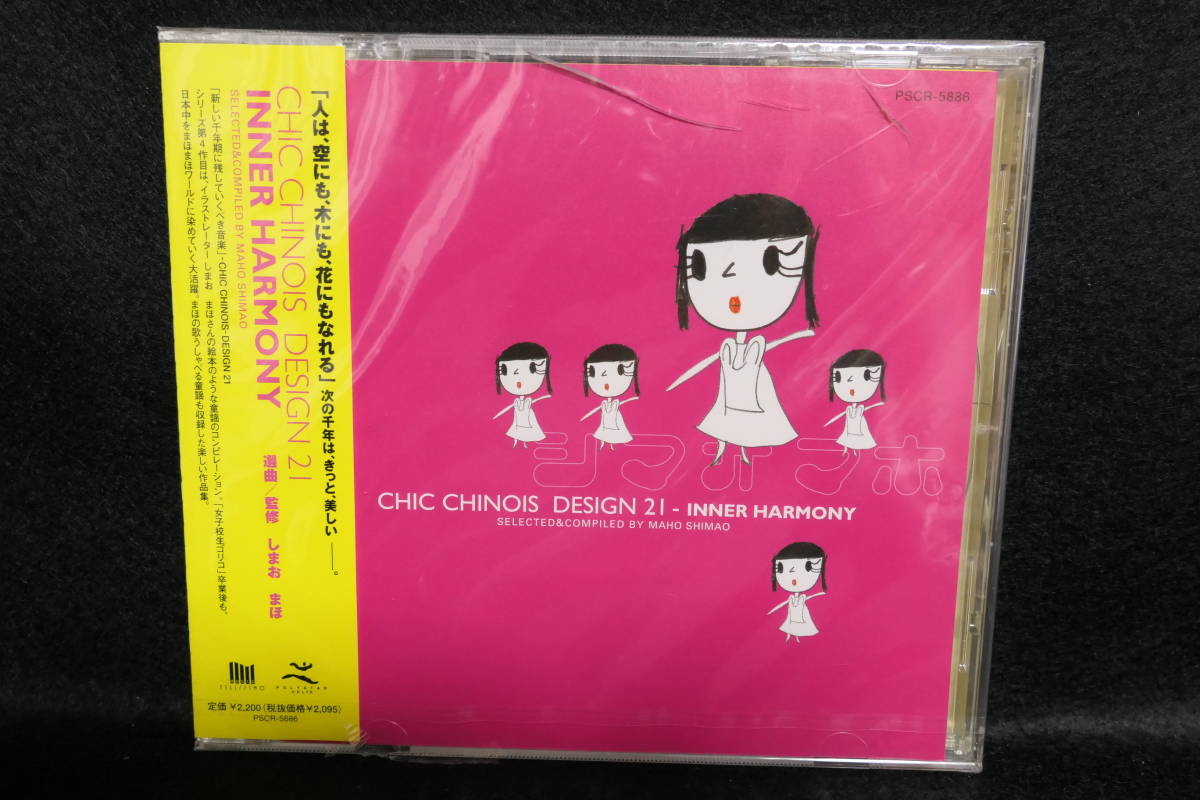 「人は、空にも、木にも、花にもなれる」次の千年は、きっと、美しい——。
CHIC CHINOIS DESIGN 21
INNER HARMONY
選曲/監修 しまお まほ
SELECTED&COMPILED BY MAHO SHIMAO
「新しい千年期に残していくべき音楽」・CHIC CHINOIS・DESIGN 21
シリーズ第4作目は、イラストレーター しまお まほさんの絵本のような童謡のコンピレーション。「女子校生ゴリコ」卒業後も、
日本中をまほまほワールドに染めていく大活躍。まほの歌うしゃべる童謡も収録した楽しい作品集。
FELISSIMO
POLYSTAR
CO.LTD
定価 ¥2,200(税抜価格¥2,095)
PSCR-5886
PSCR-5886
シマオマホ
CHIC CHINOIS DESIGN 21 - INNER HARMONY
SELECTED&COMPILED BY MAHO SHIMAO